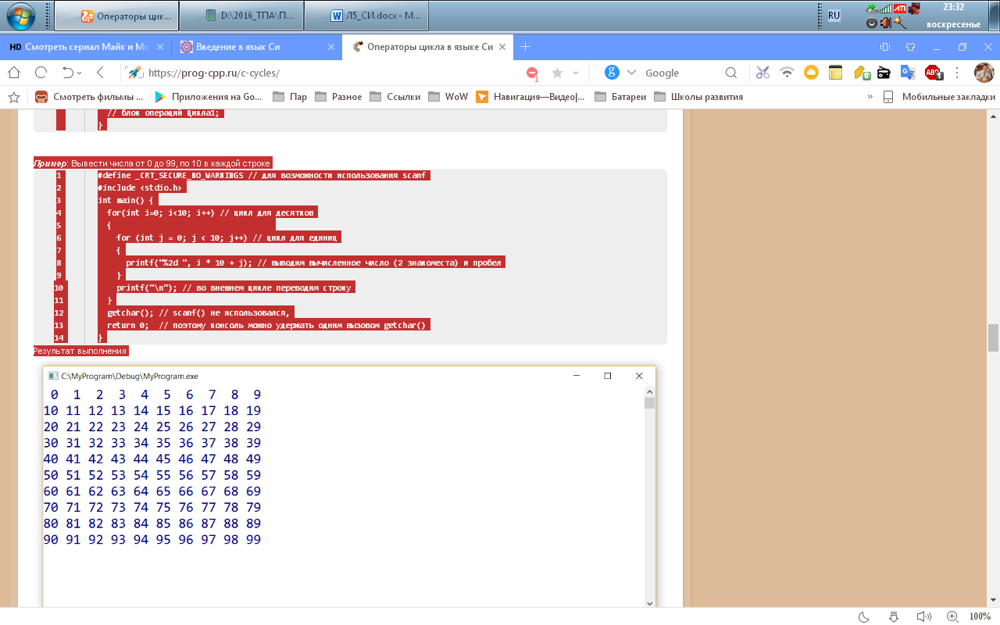 Операторы цик...
D:\2016_ТПА\П...
Л5_СИ.docx - M...
RU
ATI
23:32
воскресенье
HD Смотреть сериал Майк и Мо
Введение в язык Си
Операторы цикла в языке Си
https://prog-cpp.ru/c-cycles/
1
g
Google
ABP
1
Смотреть фильмы ...
Приложения на Go...
Пар
Разное
Ссылки
WoW
Навигация—Видео|...
Батареи
Школы развития
»
Мобильные закладки
// блок операций Цикла1;
}
Пример: Вывести числа от 0 до 99, по 10 в каждой строке
1 #define _CRT_SECURE_NO_WARNINGS // для возможности использования scanf
2 #include <stdio.h>
3 int main() {
4 for(int i=0; i<10; i++) // цикл для десятков
5 {
6 for (int j = 0; j < 10; j++) // цикл для единиц
7 {
8 printf("%2d ", i * 10 + j); // выводим вычисленное число (2 знакоместа) и пробел
9 }
10 printf("\n"); // во внешнем цикле переводим строку
11 }
12 getchar(); // scanf() не использовался,
13 return 0;  // поэтому консоль можно удержать одним вызовом getchar()
14 }
Результат выполнения
C:\MyProgram\Debug\MyProgram.exe
0 1 2 3 4 5 6 7 8 9
10 11 12 13 14 15 16 17 18 19
20 21 22 23 24 25 26 27 28 29
30 31 32 33 34 35 36 37 38 39
40 41 42 43 44 45 46 47 48 49
50 51 52 53 54 55 56 57 58 59
60 61 62 63 64 65 66 67 68 69
70 71 72 73 74 75 76 77 78 79
80 81 82 83 84 85 86 87 88 89
90 91 92 93 94 95 96 97 98 99
100%